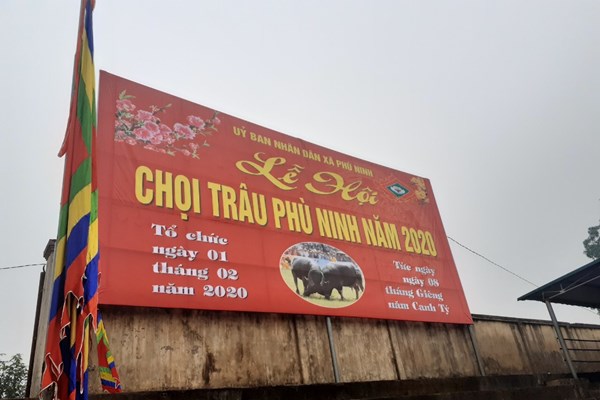 UỶ BAN NHÂN DÂN XÃ PHÙ NINH
Lễ Hội
CHỌI TRÂU PHÙ NINH NĂM 2020
Tổ chức
ngày 01
tháng 02
năm 2020
Tức ngày
ngày 08
tháng Giêng
năm Canh Tý